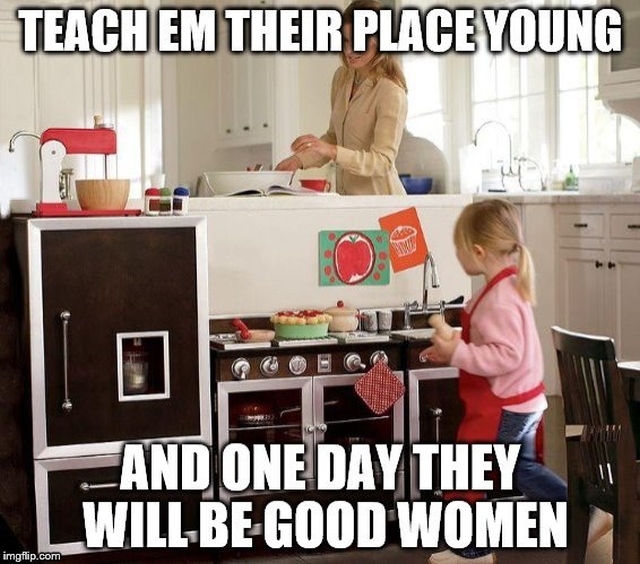 TEACH EM THEIR PLACE YOUNG
AND ONE DAY THEY
WILL BE GOOD WOMEN
imgflip.com